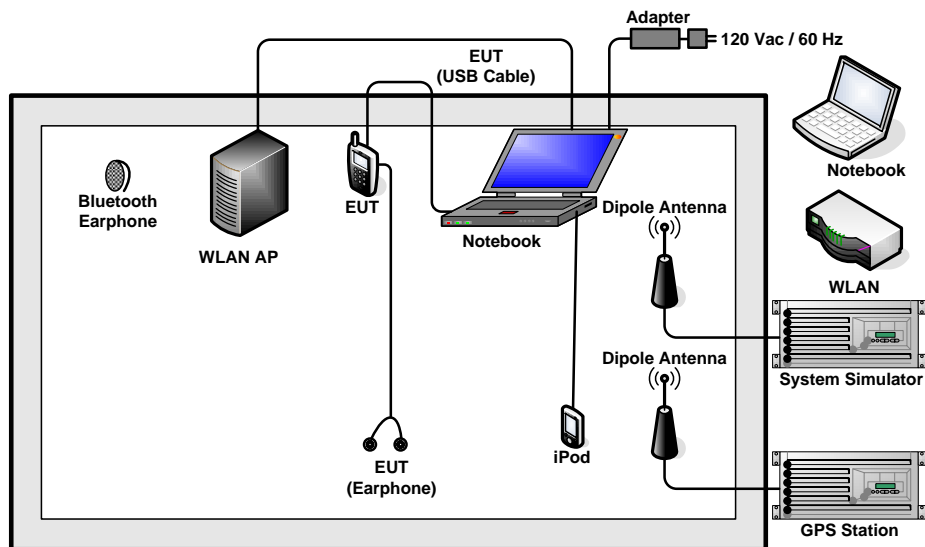 Adapter
120 Vac / 60 Hz
EUT
(USB Cable)
Notebook
Bluetooth
Earphone
EUT
WLAN AP
Notebook
Dipole Antenna
WLAN
System Simulator
Dipole Antenna
iPod
EUT
(Earphone)
GPS Station